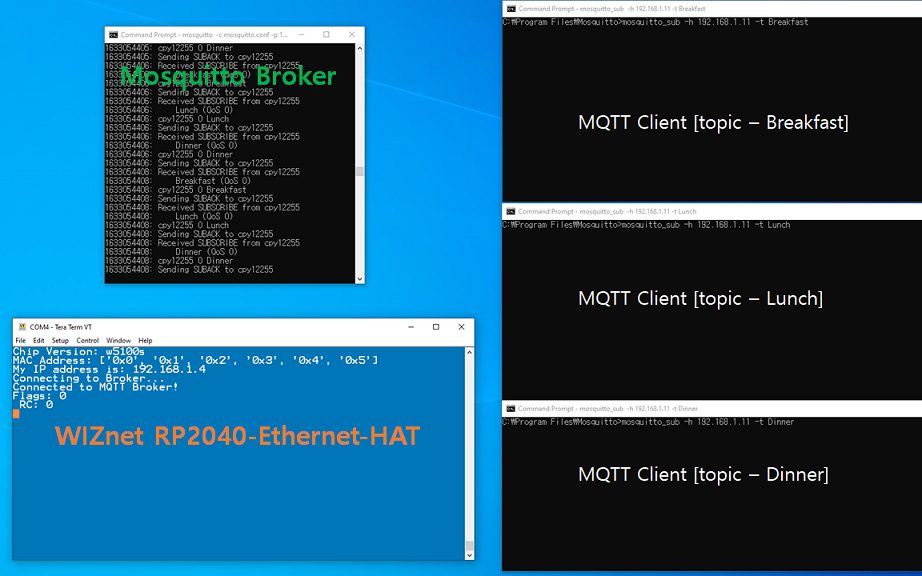 Command Prompt - mosquitto -c mosquitto.conf -p 1...
1633054405: cpy12255 0 Dinner
1633054405: Sending SUBACK to cpy12255
1633054405: Received SUBSCRIBE from cpy12255
1633054406:
1633054406:
1633054406: Sending SUBACK to cpy12255
1633054406: Received SUBSCRIBE from cpy12255
1633054406: Lunch (QoS 0)
1633054406: cpy12255 0 Lunch
1633054406: Sending SUBACK to cpy12255
1633054406: Received SUBSCRIBE from cpy12255
1633054406: Dinner (QoS 0)
1633054406: cpy12255 0 Dinner
1633054406: Sending SUBACK to cpy12255
1633054408: Received SUBSCRIBE from cpy12255
1633054408: Breakfast (QoS 0)
1633054408: cpy12255 0 Breakfast
1633054408: Sending SUBACK to cpy12255
1633054408: Received SUBSCRIBE from cpy12255
1633054408: Lunch (QoS 0)
1633054408: cpy12255 0 Lunch
1633054408: Sending SUBACK to cpy12255
1633054408: Received SUBSCRIBE from cpy12255
1633054408: Dinner (QoS 0)
1633054408: cpy12255 0 Dinner
1633054408: Sending SUBACK to cpy12255
Mosquitto Broker
COM4 - Tera Term VT
File Edit Setup Control Window Help
Chip Version: w5100s
MAC Address: ['0x0', '0x1', '0x2', '0x3', '0x4', '0x5']
My IP address is: 192.168.1.4
Connecting to Broker...
Connected to MQTT Broker!
Flags: 0
RC: 0
WIZnet RP2040-Ethernet-HAT
Command Prompt - mosquitto_sub -h 192.168.1.11 -t Breakfast
C:₩Program Files₩Mosquitto>mosquitto_sub -h 192.168.1.11 -t Breakfast
MQTT Client [topic – Breakfast]
Command Prompt - mosquitto_sub -h 192.168.1.11 -t Lunch
C:₩Program Files₩Mosquitto>mosquitto_sub -h 192.168.1.11 -t Lunch
MQTT Client [topic – Lunch]
Command Prompt - mosquitto_sub -h 192.168.1.11 -t Dinner
C:₩Program Files₩Mosquitto>mosquitto_sub -h 192.168.1.11 -t Dinner
MQTT Client [topic – Dinner]